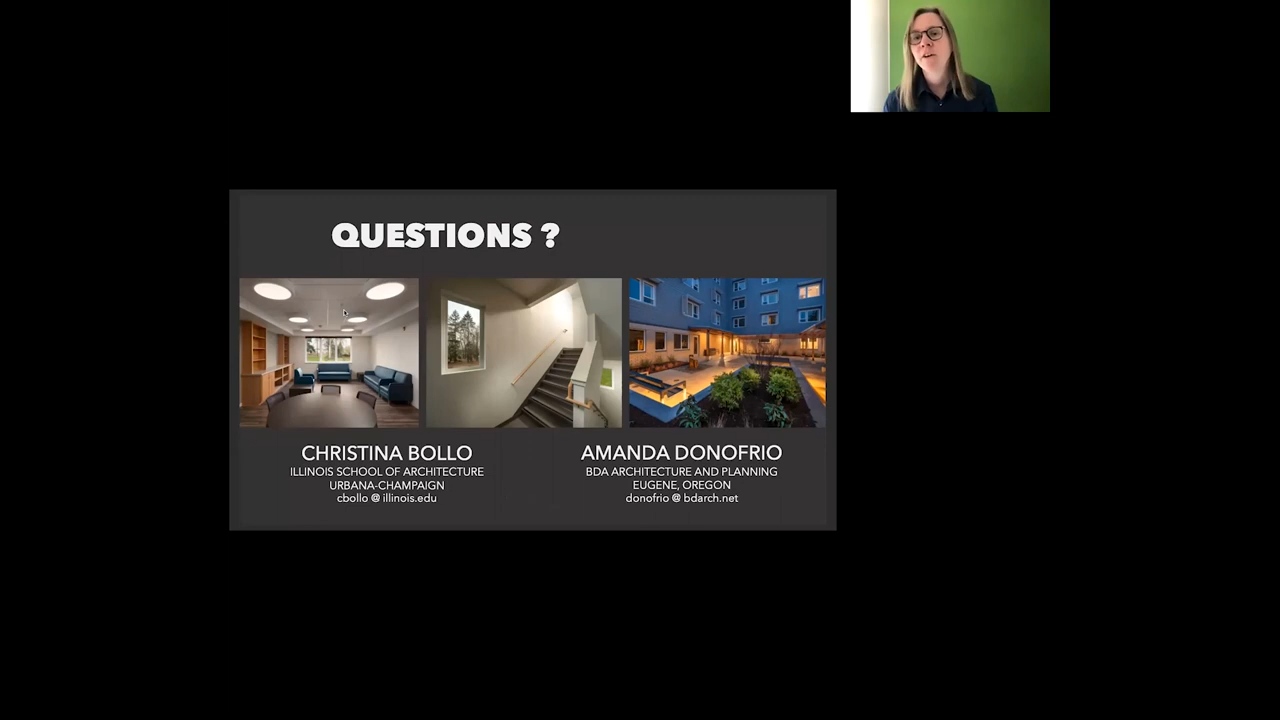 QUESTIONS ?
CHRISTINA BOLLO
ILLINOIS SCHOOL OF ARCHITECTURE
URBANA-CHAMPAIGN
cbollo @ illinois.edu
AMANDA DONOFRIO
BDA ARCHITECTURE AND PLANNING
EUGENE, OREGON
donofrio @ bdarch.net